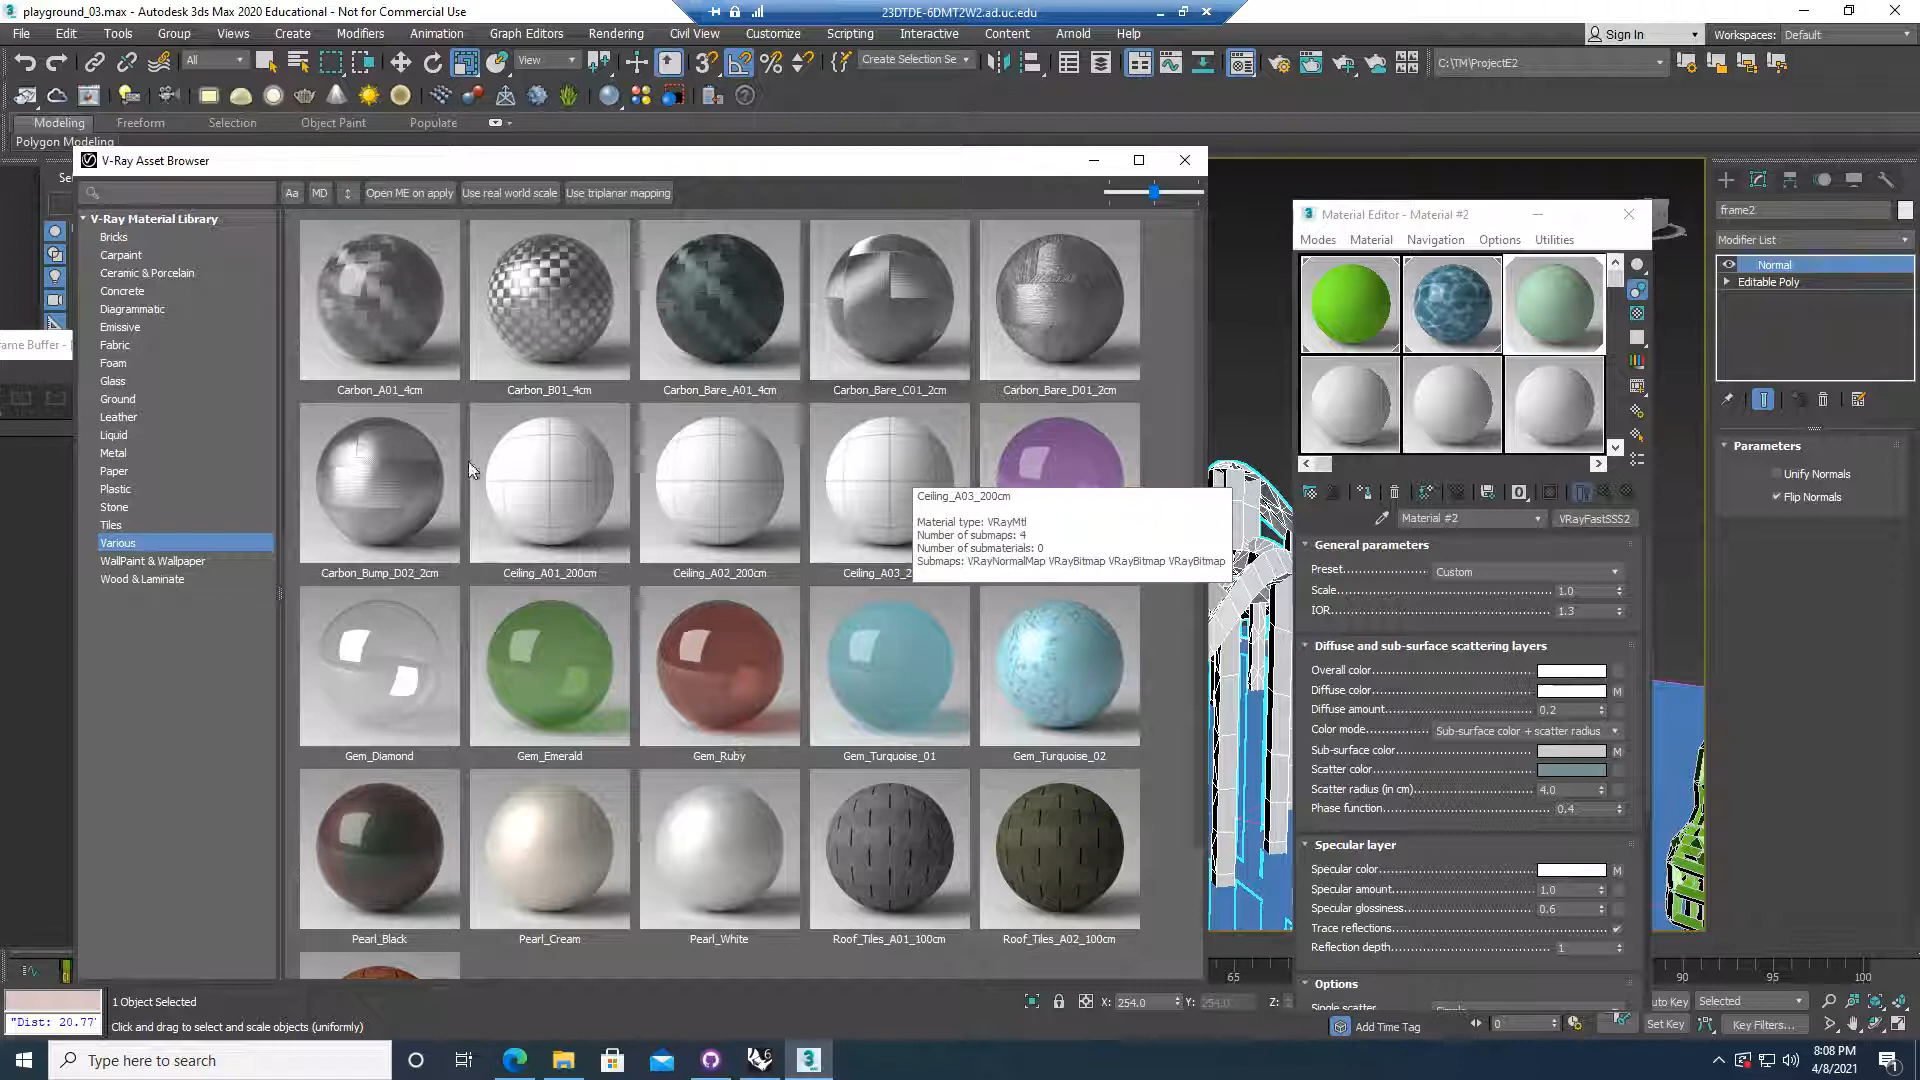 playground_03.max - Autodesk 3ds Max 2020 Educational - Not for Commercial Use
23DTDE-6DMT2W2.ad.uc.edu
File Edit Tools Group Views Create Modifiers Animation Graph Editors Rendering Civil View Customize Scripting Interactive Content Arnold Help
Sign In
Workspaces: Default
All
View
Create Selection Se
C:\TM\ProjectE2
Modeling Freeform Selection Object Paint Populate
Polygon Modeling
Se
V-Ray Asset Browser
Aa MD Open ME on apply Use real world scale Use triplanar mapping
V-Ray Material Library
Bricks
Carpaint
Ceramic & Porcelain
Concrete
Diagrammatic
Emissive
Fabric
Foam
Glass
Ground
Leather
Liquid
Metal
Paper
Plastic
Stone
Tiles
Various
WallPaint & Wallpaper
Wood & Laminate
rame Buffer -
Carbon_A01_4cm Carbon_B01_4cm Carbon_Bare_A01_4cm Carbon_Bare_C01_2cm Carbon_Bare_D01_2cm
Carbon_Bump_D02_2cm Ceiling_A01_200cm Ceiling_A02_200cm Ceiling_A03_2
Ceiling_A03_200cm
Material type: VRayMtl
Number of submaps: 4
Number of submaterials: 0
Submaps: VRayNormalMap VRayBitmap VRayBitmap VRayBitmap
Gem_Diamond Gem_Emerald Gem_Ruby Gem_Turquoise_01 Gem_Turquoise_02
Pearl_Black Pearl_Cream Pearl_White Roof_Tiles_A01_100cm Roof_Tiles_A02_100cm
Material Editor - Material #2
Modes Material Navigation Options Utilities
Material #2 VRayFastSSS2
General parameters
Preset Custom
Scale 1.0
IOR 1.3
Diffuse and sub-surface scattering layers
Overall color
Diffuse color M
Diffuse amount 0.2
Color mode Sub-surface color + scatter radius
Sub-surface color M
Scatter color
Scatter radius (in cm) 4.0
Phase function 0.4
Specular layer
Specular color M
Specular amount 1.0
Specular glossiness 0.6
Trace reflections
Reflection depth 1
Options
Single scatter
frame2
Modifier List
Normal
Editable Poly
Parameters
Unify Normals
Flip Normals
65 90 95 100
1 Object Selected
"Dist: 20.77'
Click and drag to select and scale objects (uniformly)
X: 254.0 Y: 254.0 Z:
Add Time Tag
0
uto Key Selected
Set Key Key Filters...
Type here to search
8:08 PM
4/8/2021